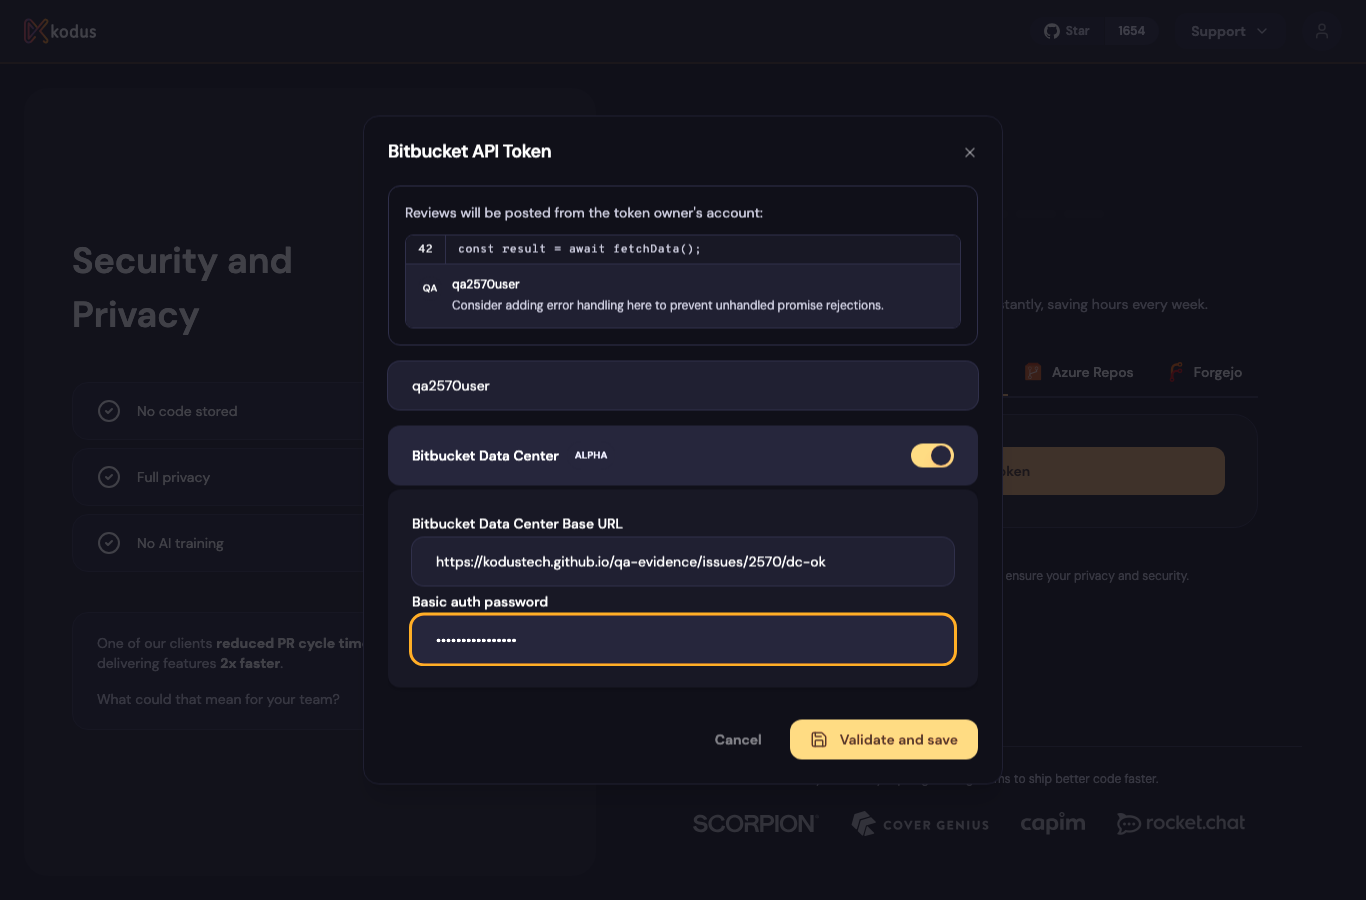 kodus
Star
1654
Support
Bitbucket API Token
Reviews will be posted from the token owner's account:
42
const result = await fetchData();
QA
qa2570user
Consider adding error handling here to prevent unhandled promise rejections.
qa2570user
Bitbucket Data Center
ALPHA
Bitbucket Data Center Base URL
https://kodustech.github.io/qa-evidence/issues/2570/dc-ok
Basic auth password
••••••••••••••••
Cancel
Validate and save
Security and
Privacy
No code stored
Full privacy
No AI training
One of our clients reduced PR cycle time
delivering features 2x faster.
What could that mean for your team?
stantly, saving hours every week.
Azure Repos
Forgejo
ensure your privacy and security.
to ship better code faster.
SCORPION
COVER GENIUS
capim
rocket.chat